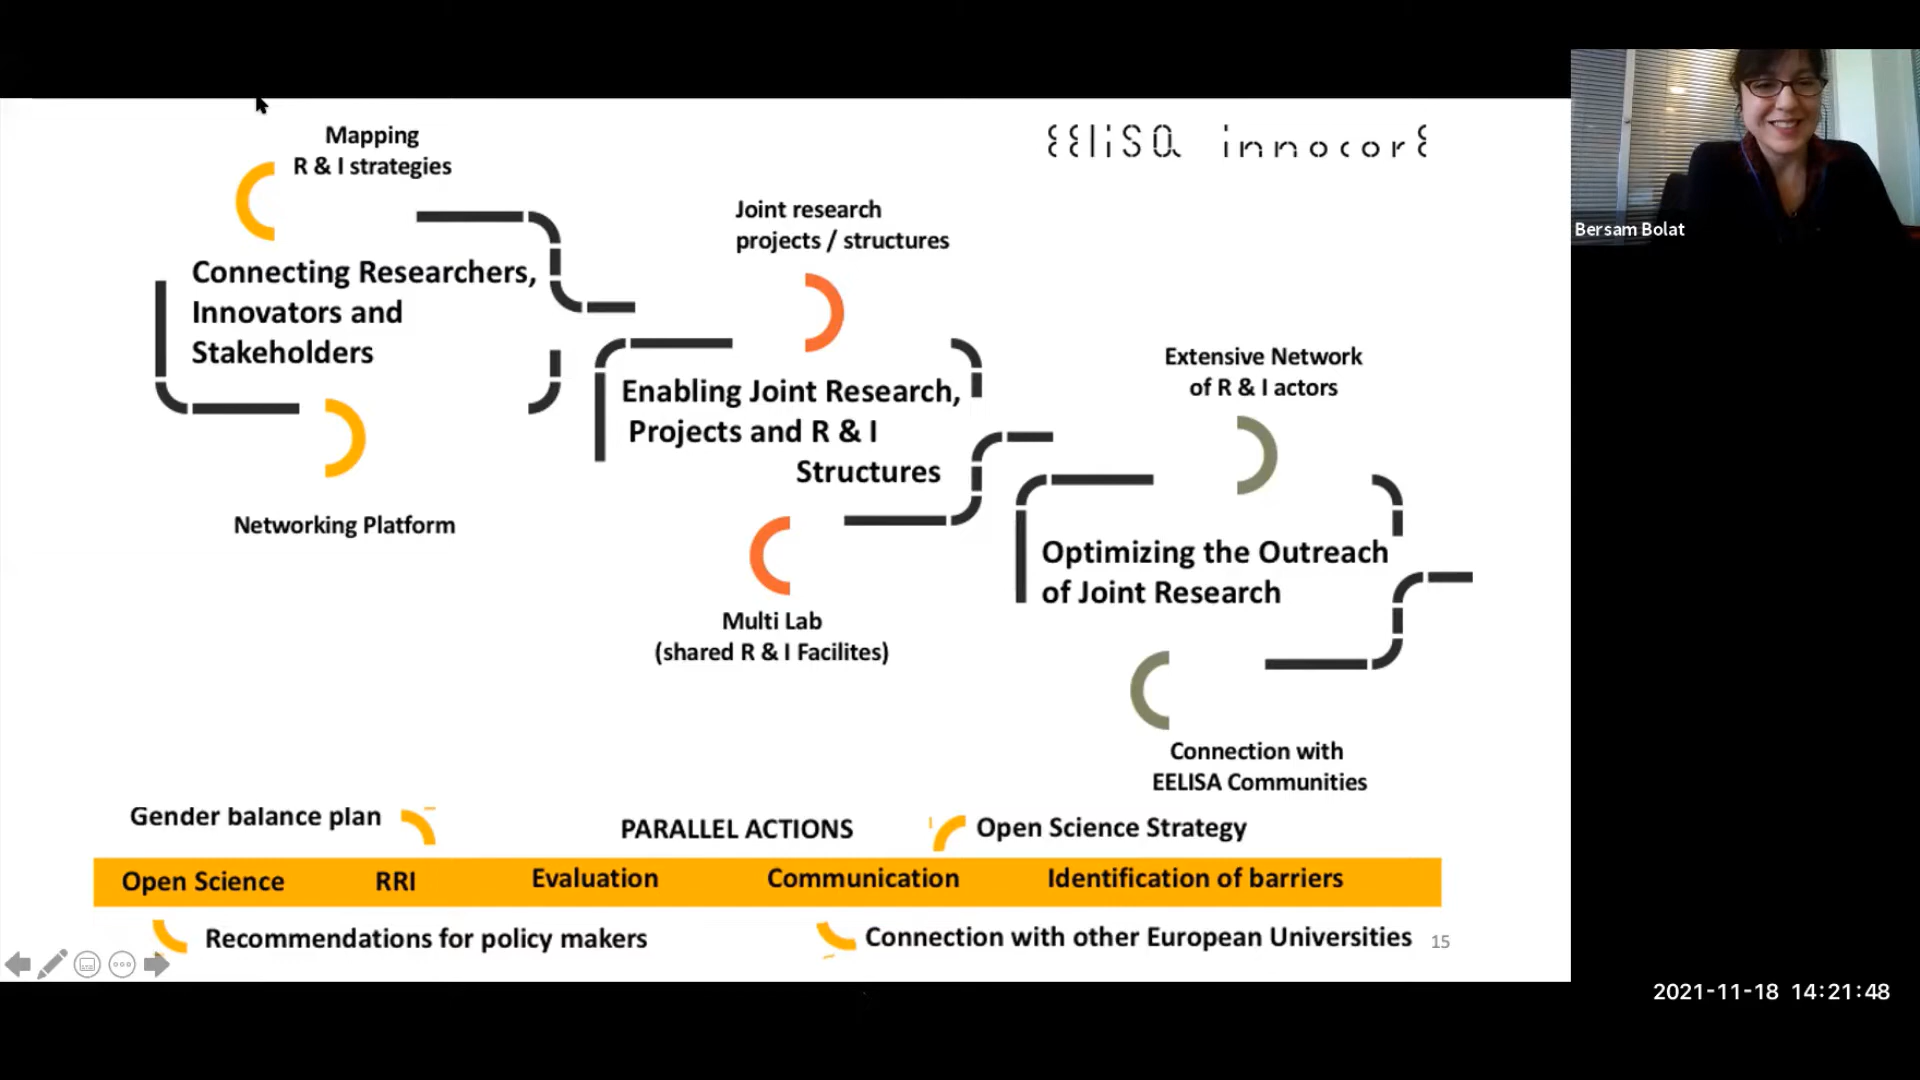 Mapping
R & I strategies
EELISA innocore
Bersam Bolat
Joint research
projects / structures
Connecting Researchers,
Innovators and
Stakeholders
Extensive Network
of R & I actors
Enabling Joint Research,
Projects and R & I
Structures
Networking Platform
Optimizing the Outreach
of Joint Research
Multi Lab
(shared R & I Facilites)
Connection with
EELISA Communities
Gender balance plan
PARALLEL ACTIONS
Open Science Strategy
Open Science RRI Evaluation Communication Identification of barriers
Recommendations for policy makers
Connection with other European Universities
15
2021-11-18 14:21:48